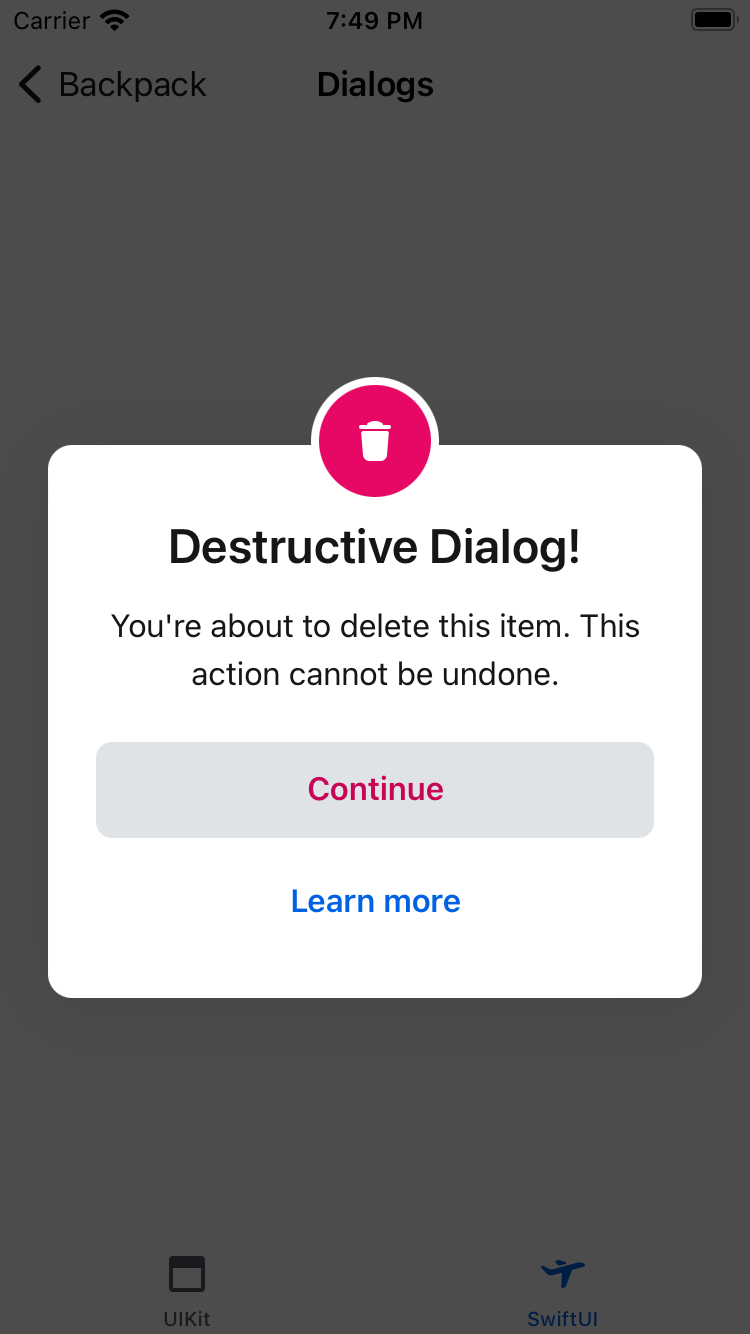 Carrier
7:49 PM
Backpack
Dialogs
Destructive Dialog!
You're about to delete this item. This
action cannot be undone.
Continue
Learn more
UIKit
SwiftUI